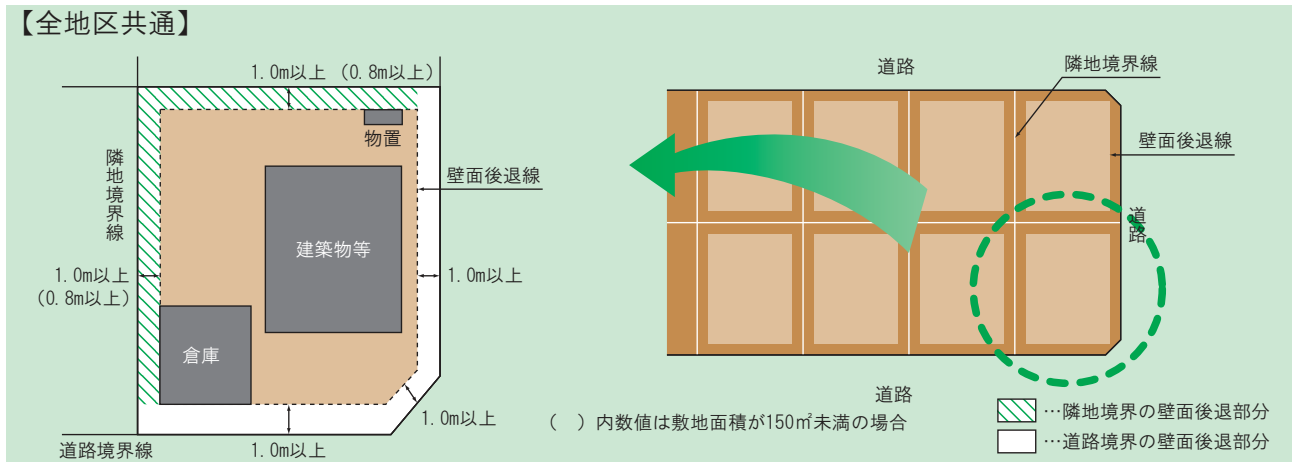 【全地区共通】
1.0m以上 (0.8m以上)
物置
隣地境界線
壁面後退線
建築物等
1.0m以上
(0.8m以上)
1.0m以上
倉庫
1.0m以上
道路境界線
1.0m以上
道路
隣地境界線
壁面後退線
道路
道路
( )内数値は敷地面積が150㎡未満の場合
…隣地境界の壁面後退部分
…道路境界の壁面後退部分